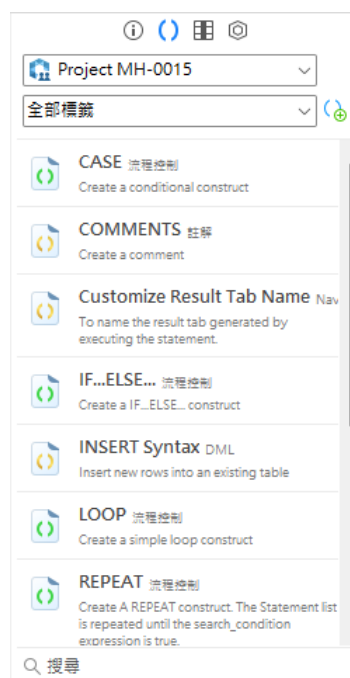 Project MH-0015
全部標籤
CASE 流程控制
Create a conditional construct
COMMENTS 註解
Create a comment
Customize Result Tab Name Nav
To name the result tab generated by
executing the statement.
IF...ELSE... 流程控制
Create a IF...ELSE... construct
INSERT Syntax DML
Insert new rows into an existing table
LOOP 流程控制
Create a simple loop construct
REPEAT 流程控制
Create A REPEAT construct. The Statement list
is repeated until the search_condition
expression is true.
搜尋